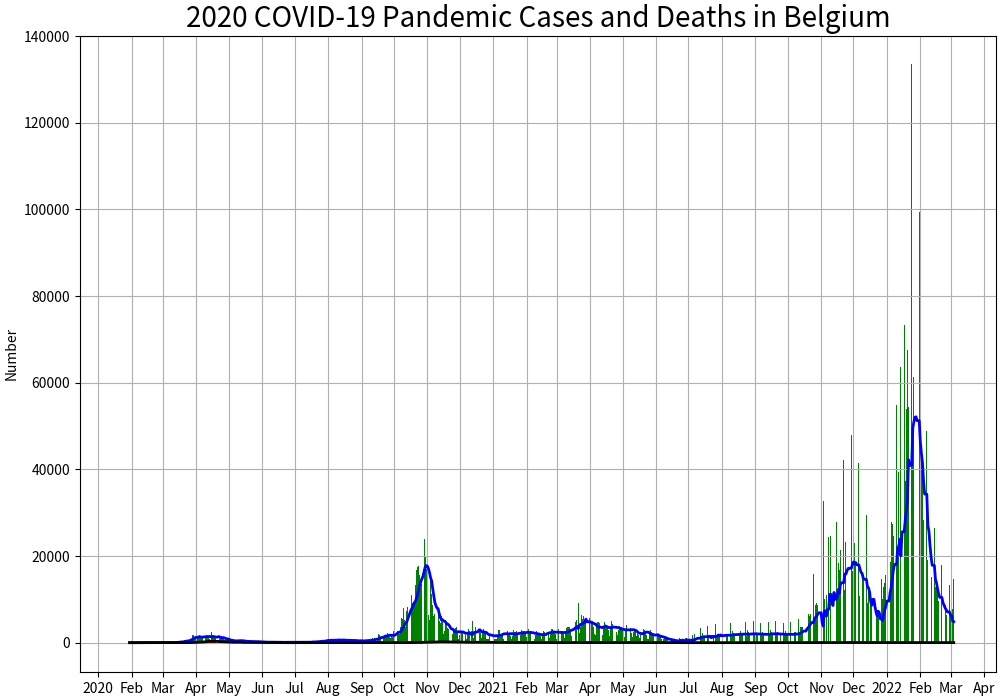 2020 COVID-19 Pandemic Cases and Deaths in Belgium
140000
120000
100000
80000
60000
40000
20000
0
Number
2020 Feb Mar Apr May Jun Jul Aug Sep Oct Nov Dec 2021 Feb Mar Apr May Jun Jul Aug Sep Oct Nov Dec 2022 Feb Mar Apr